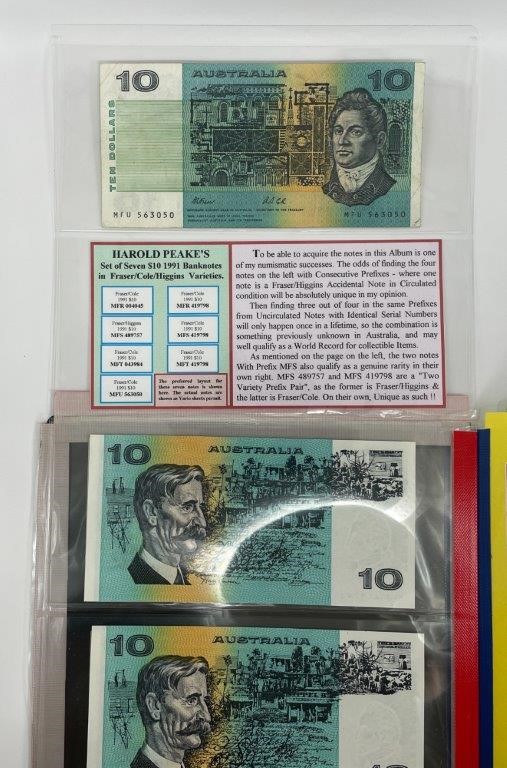 10 AUSTRALIA 10
TEN DOLLARS
MFU 563050 MFU 563050
HAROLD PEAKE'S
Set of Seven $10 1991 Banknotes
in Fraser/Cole/Higgins Varieties.
Fraser/Cole
1991 $10
MFR 004045
Fraser/Cole
1991 $10
MFR 419798
Fraser/Higgins
1991 $10
MFS 489757
Fraser/Cole
1991 $10
MFS 419798
Fraser/Cole
1991 $10
MFT 043984
Fraser/Cole
1991 $10
MFT 419798
Fraser/Cole
1991 $10
MFU 563050
The preferred layout for
these seven notes is shown
here. The actual notes are
shown as Vario sheets permit.
To be able to acquire the notes in this Album is one
of my numismatic successes. The odds of finding the four
notes on the left with Consecutive Prefixes - where one
note is a Fraser/Higgins Accidental Note in Circulated
condition will be absolutely unique in my opinion.
Then finding three out of four in the same Prefixes
from Uncirculated Notes with Identical Serial Numbers
will only happen once in a lifetime, so the combination is
something previously unknown in Australia, and may
well qualify as a World Record for collectible Items.
As mentioned on the page on the left, the two notes
With Prefix MFS also qualify as a genuine rarity in their
own right. MFS 489757 and MFS 419798 are a "Two
Variety Prefix Pair", as the former is Fraser/Higgins &
the latter is Fraser/Cole. On their own, Unique as such !!
10 AUSTRALIA
10
10 AUSTRALIA
10